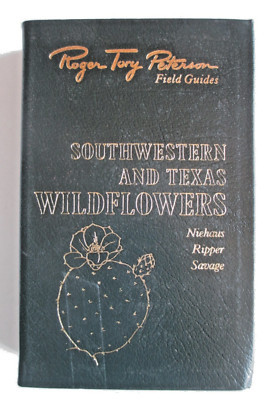 Roger Tory Peterson
Field Guides
SOUTHWESTERN
AND TEXAS
WILDFLOWERS
Niehaus
Ripper
Savage